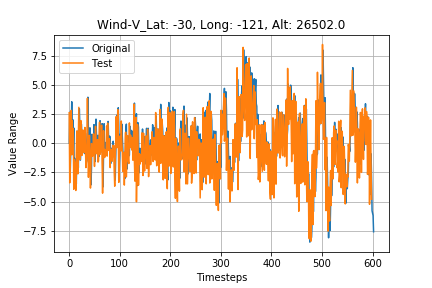 Wind-V_Lat: -30, Long: -121, Alt: 26502.0
Original
Test
7.5
5.0
2.5
0.0
−2.5
−5.0
−7.5
Value Range
0 100 200 300 400 500 600
Timesteps